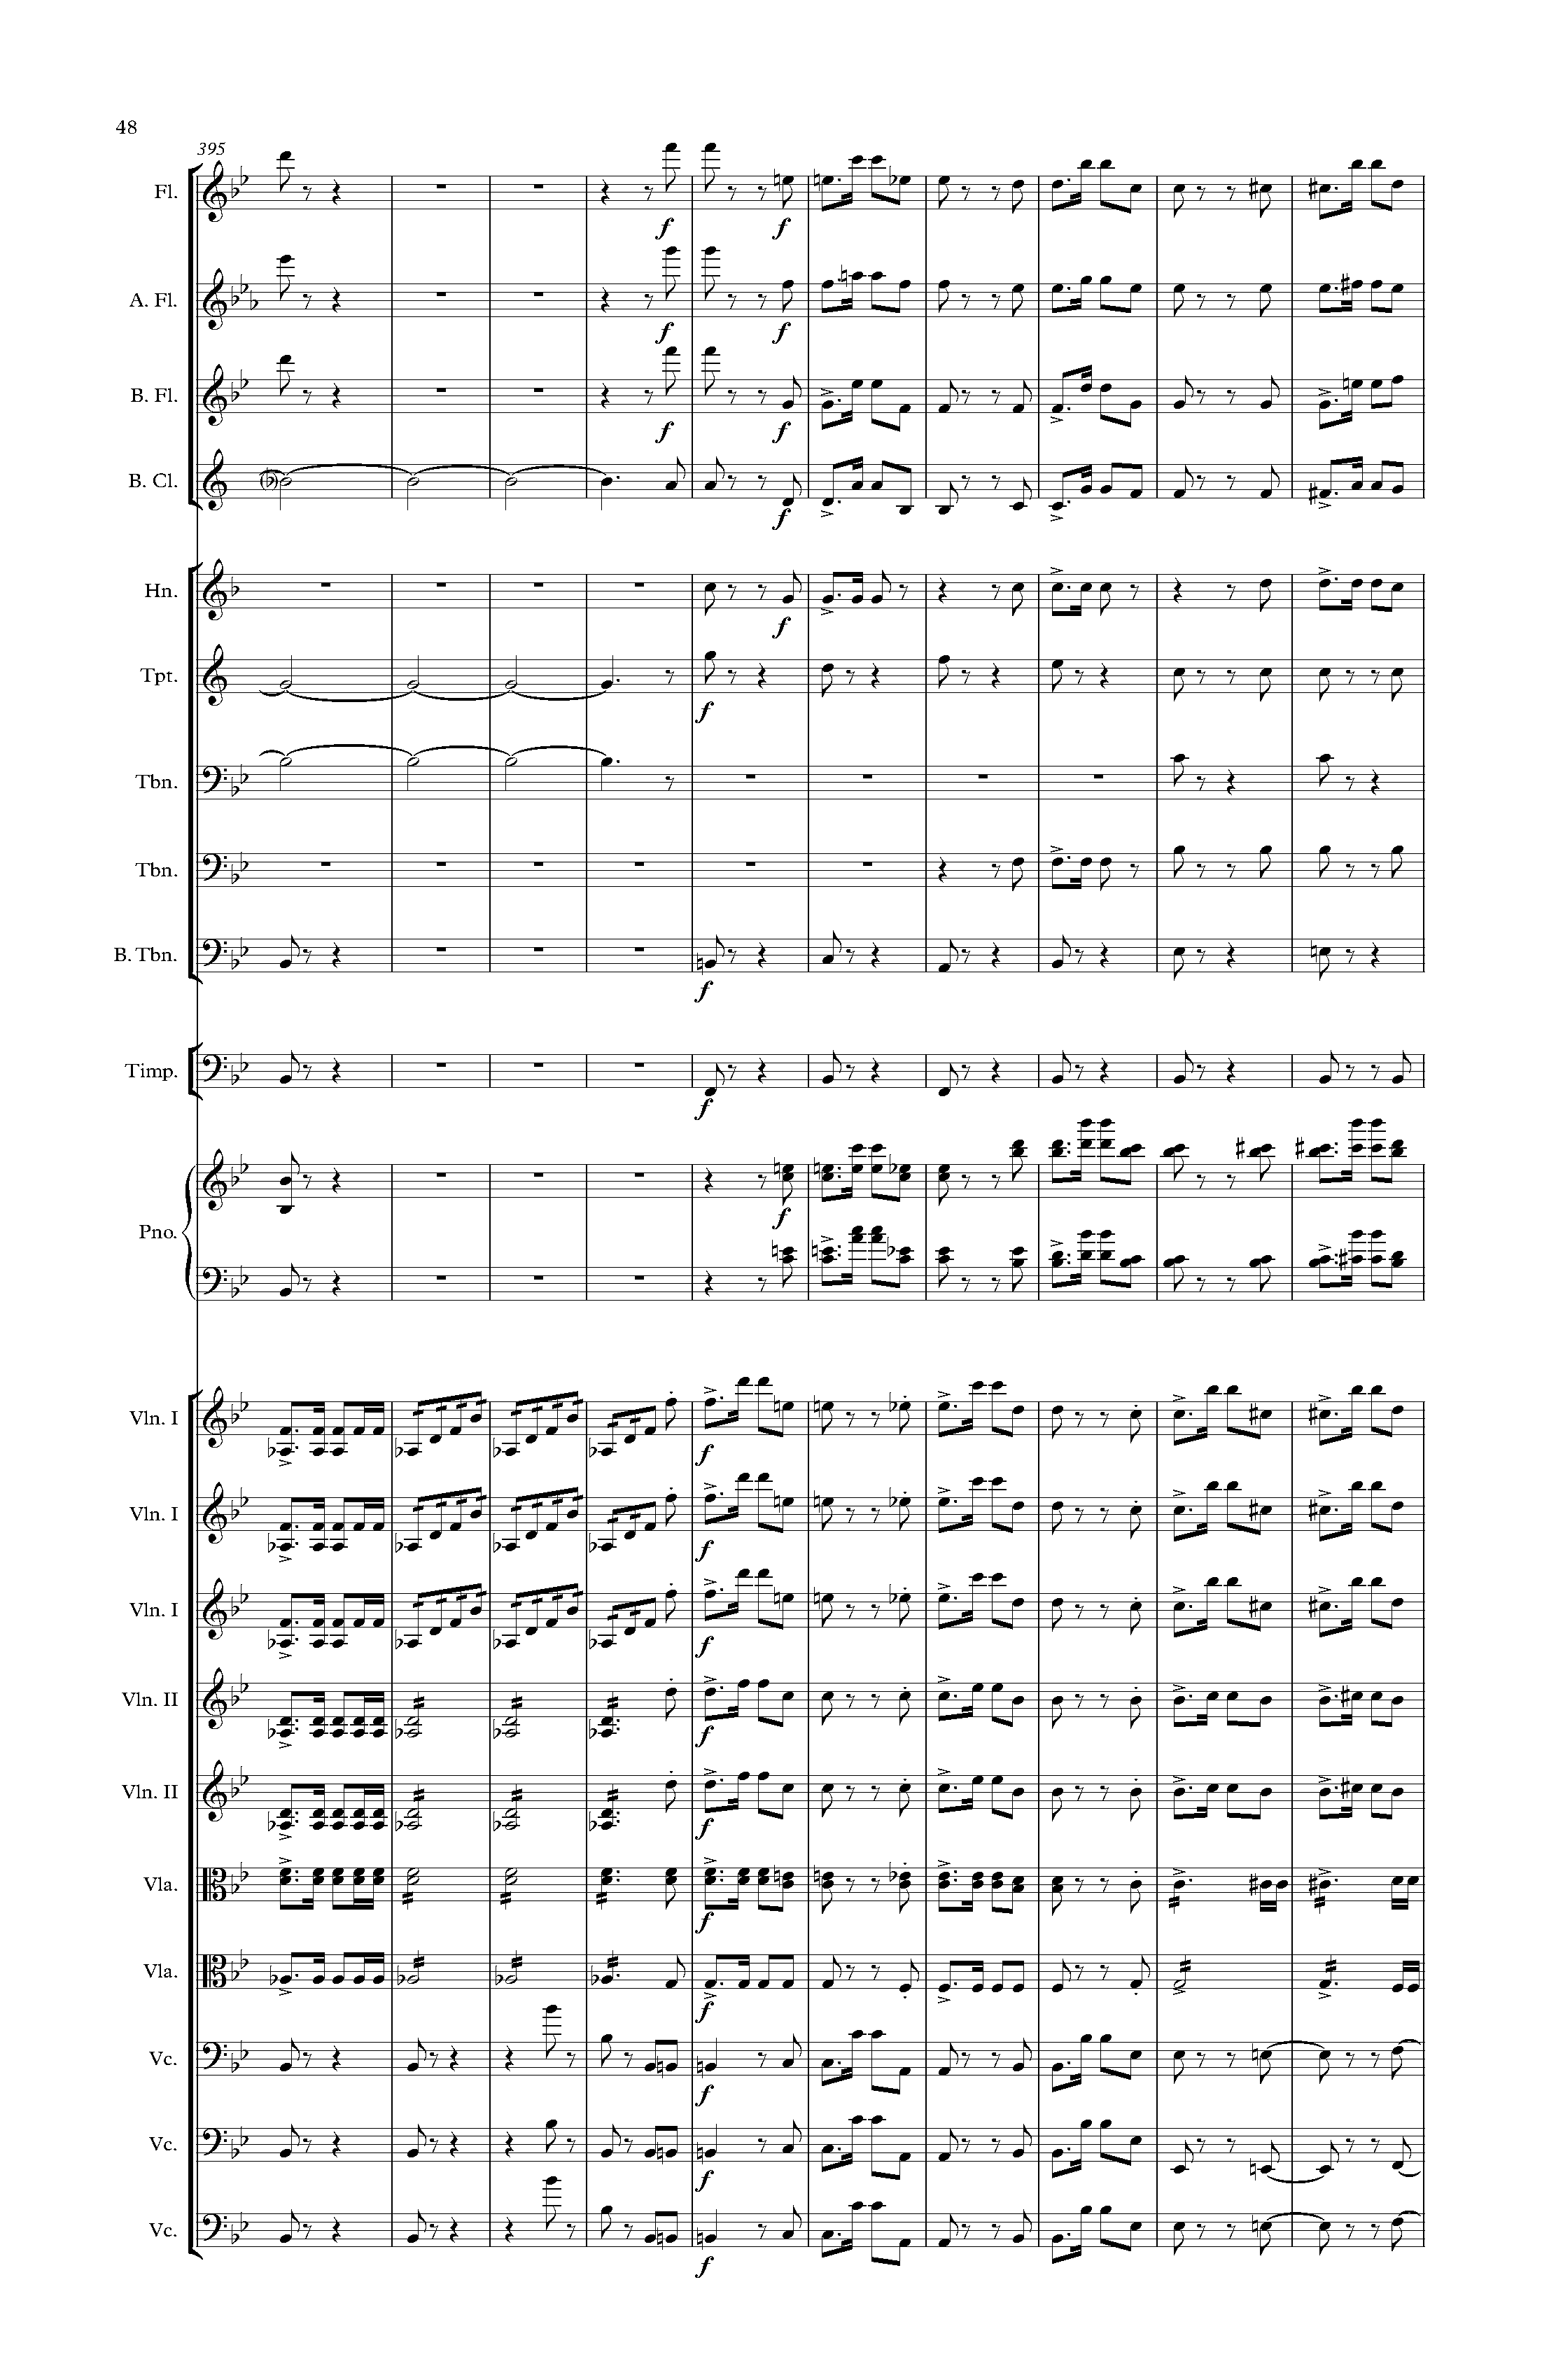 48
395
Fl.
f f
A. Fl.
f f
B. Fl.
f f
B. Cl.
f
Hn.
f
Tpt.
f
Tbn.
Tbn.
B. Tbn.
f
Timp.
f
Pno.
f
Vln. I
f
Vln. I
f
Vln. I
f
Vln. II
f
Vln. II
f
Vla.
f
Vla.
f
Vc.
f
Vc.
f
Vc.
f